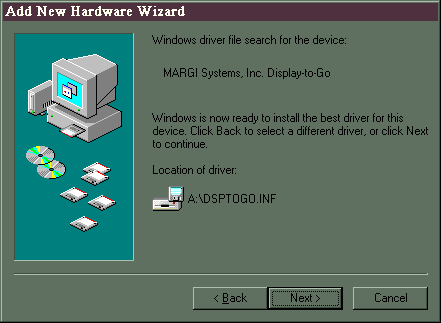 Add New Hardware Wizard
Windows driver file search for the device:
MARGI Systems, Inc. Display-to-Go
Windows is now ready to install the best driver for this
device. Click Back to select a different driver, or click Next
to continue.
Location of driver:
A:\DSPTOGO.INF
< Back
Next >
Cancel